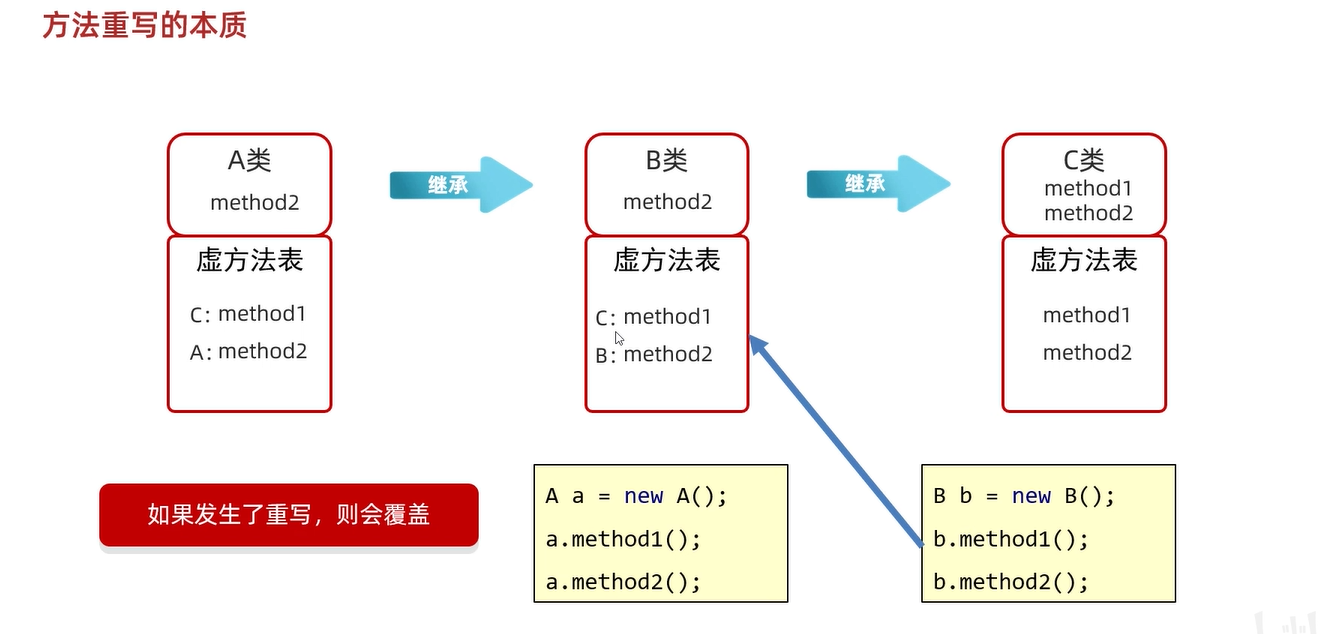 方法重写的本质
A类
method2
继承
B类
method2
继承
C类
method1
method2
虚方法表
C: method1
A: method2
虚方法表
C: method1
B: method2
虚方法表
method1
method2
如果发生了重写，则会覆盖
A a = new A();
a.method1();
a.method2();
B b = new B();
b.method1();
b.method2();